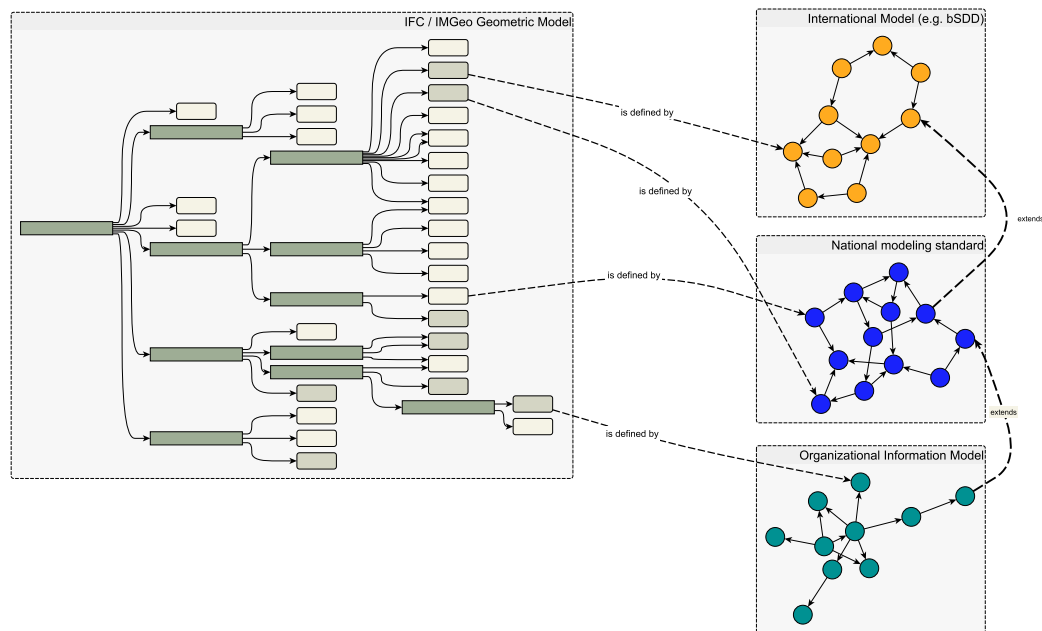 IFC / IMGeo Geometric Model
International Model (e.g. bSDD)
is defined by
is defined by
extends
National modeling standard
is defined by
extends
is defined by
Organizational Information Model